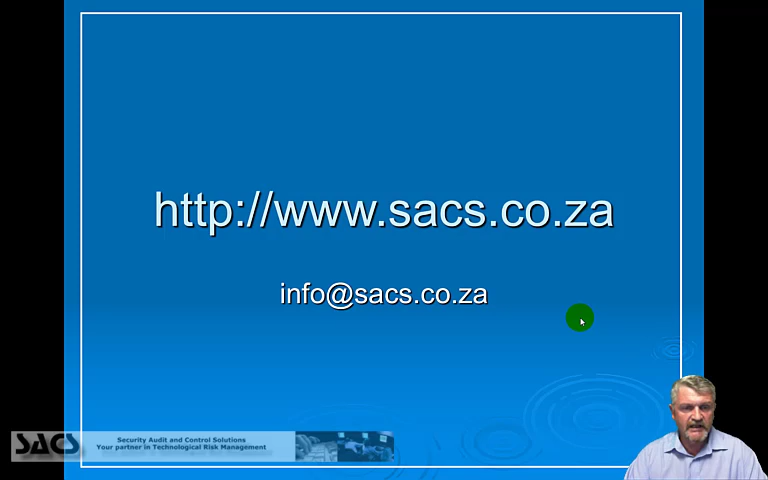 http://www.sacs.co.za
info@sacs.co.za
SACS
Security Audit and Control Solutions
Your partner in Technological Risk Management